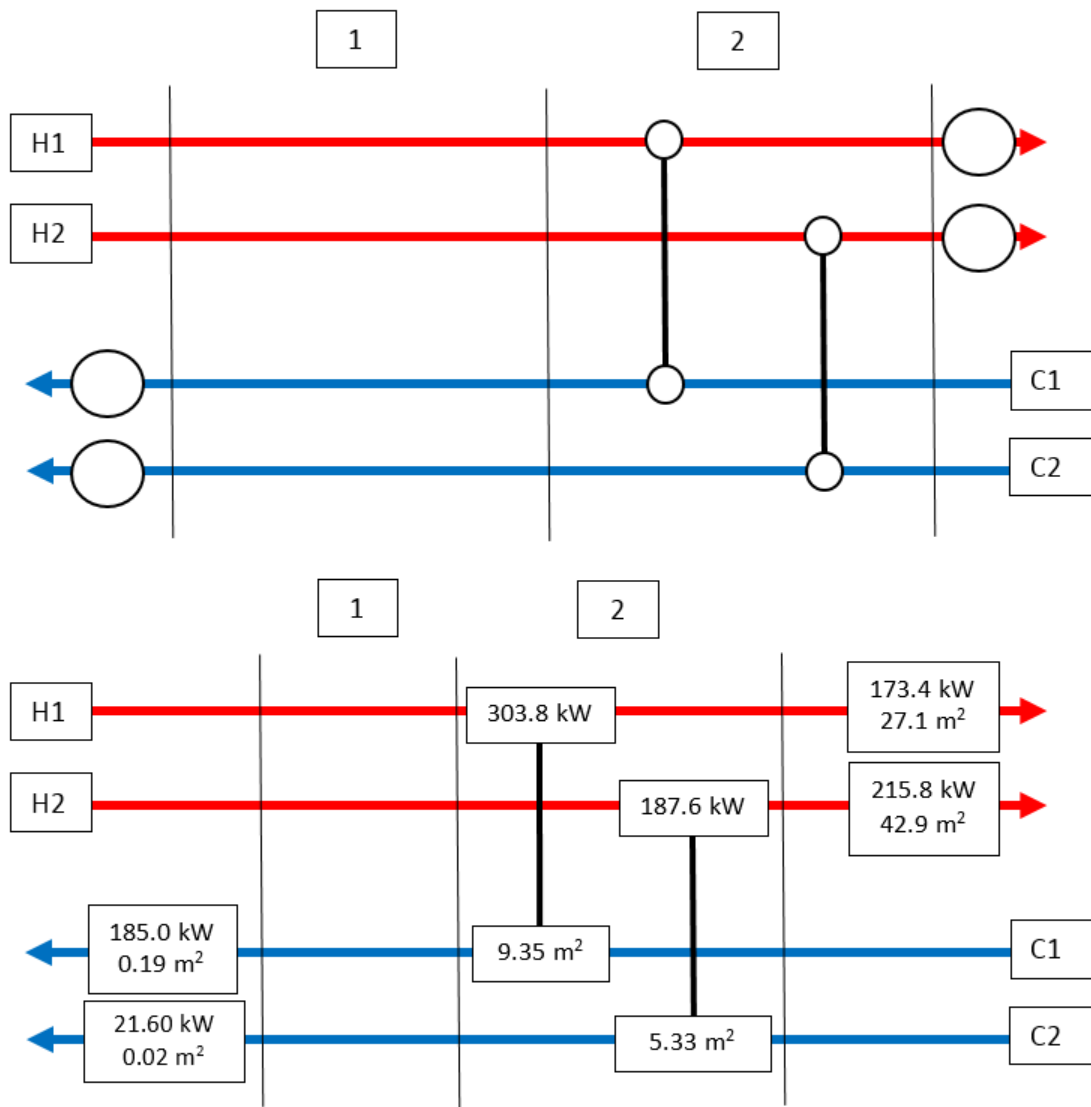 1
2
H1
H2
C1
C2
1
2
H1
303.8 kW
173.4 kW
27.1 m²
H2
187.6 kW
215.8 kW
42.9 m²
185.0 kW
0.19 m²
9.35 m²
C1
21.60 kW
0.02 m²
5.33 m²
C2